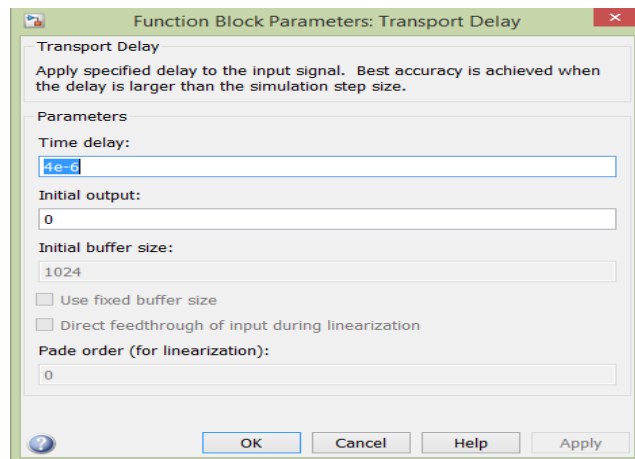 Function Block Parameters: Transport Delay
Transport Delay
Apply specified delay to the input signal. Best accuracy is achieved when
the delay is larger than the simulation step size.
Parameters
Time delay:
4e-6
Initial output:
0
Initial buffer size:
1024
Use fixed buffer size
Direct feedthrough of input during linearization
Pade order (for linearization):
0
OK Cancel Help Apply